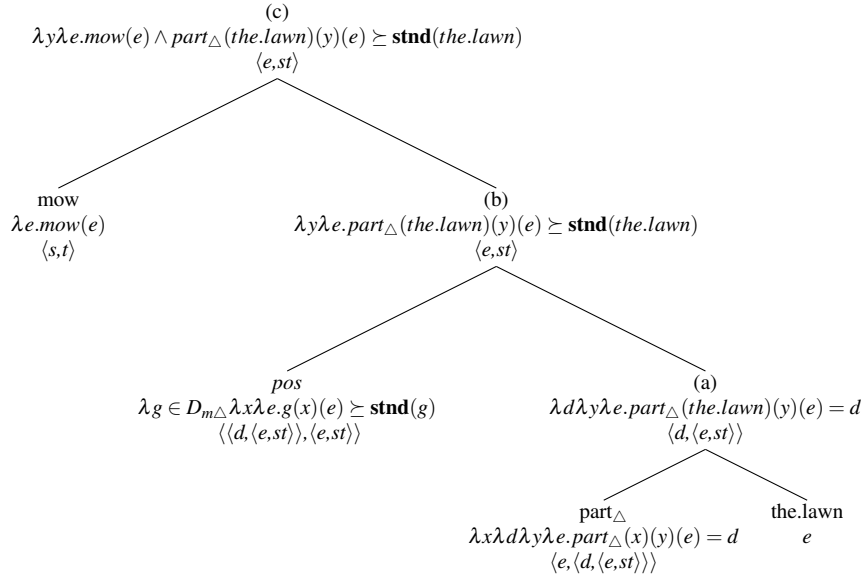 (c)
λyλe.mow(e) ∧ part△(the.lawn)(y)(e) ⪰ stnd(the.lawn)
⟨e,st⟩
mow
λe.mow(e)
⟨s,t⟩
(b)
λyλe.part△(the.lawn)(y)(e) ⪰ stnd(the.lawn)
⟨e,st⟩
pos
λg ∈ Dm△λxλe.g(x)(e) ⪰ stnd(g)
⟨⟨d,⟨e,st⟩⟩,⟨e,st⟩⟩
(a)
λdλyλe.part△(the.lawn)(y)(e) = d
⟨d,⟨e,st⟩⟩
part△
λxλdλyλe.part△(x)(y)(e) = d
⟨e,⟨d,⟨e,st⟩⟩⟩
the.lawn
e